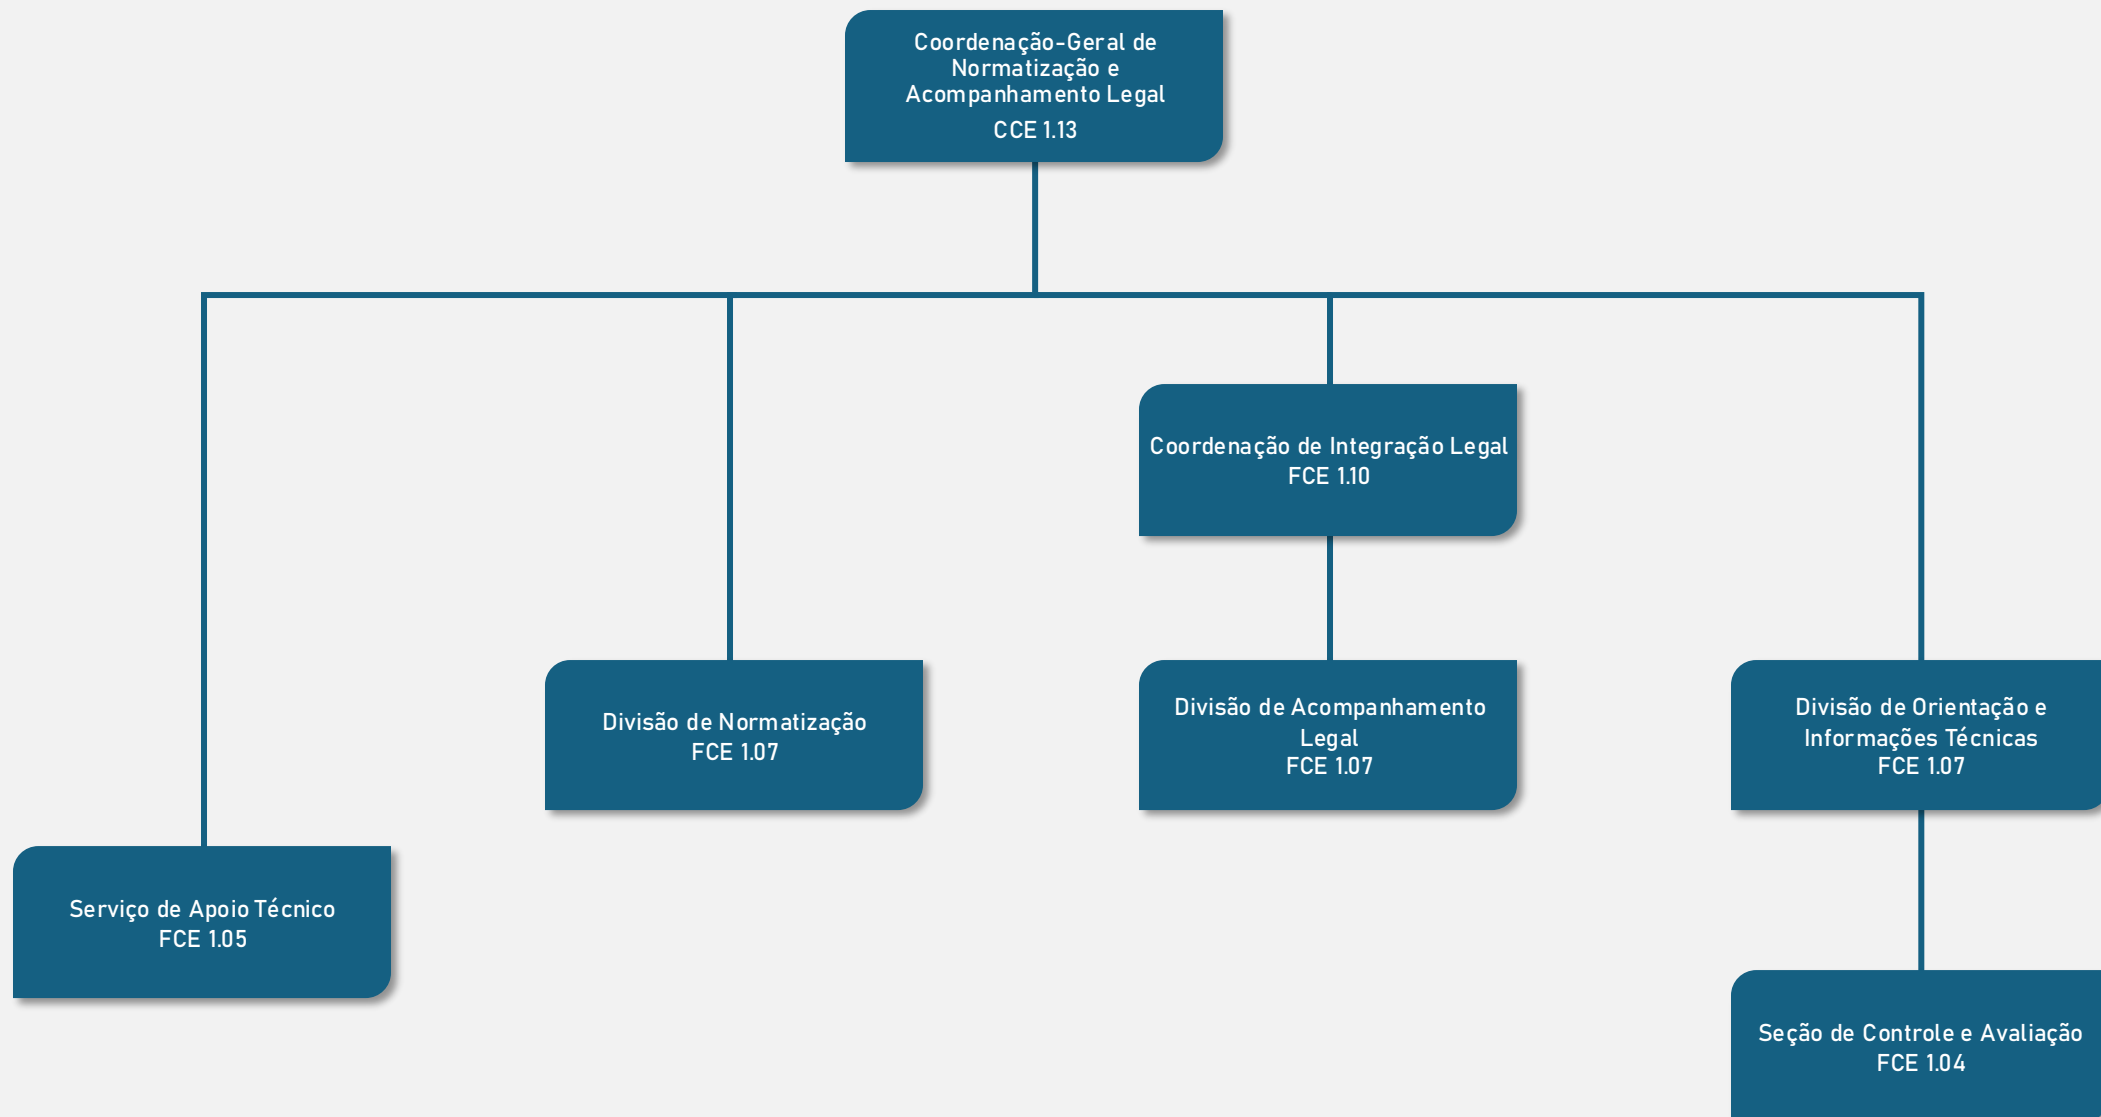 Coordenação-Geral de
Normatização e
Acompanhamento Legal
CCE 1.13
Coordenação de Integração Legal
FCE 1.10
Divisão de Normatização
FCE 1.07
Divisão de Acompanhamento
Legal
FCE 1.07
Divisão de Orientação e
Informações Técnicas
FCE 1.07
Serviço de Apoio Técnico
FCE 1.05
Seção de Controle e Avaliação
FCE 1.04